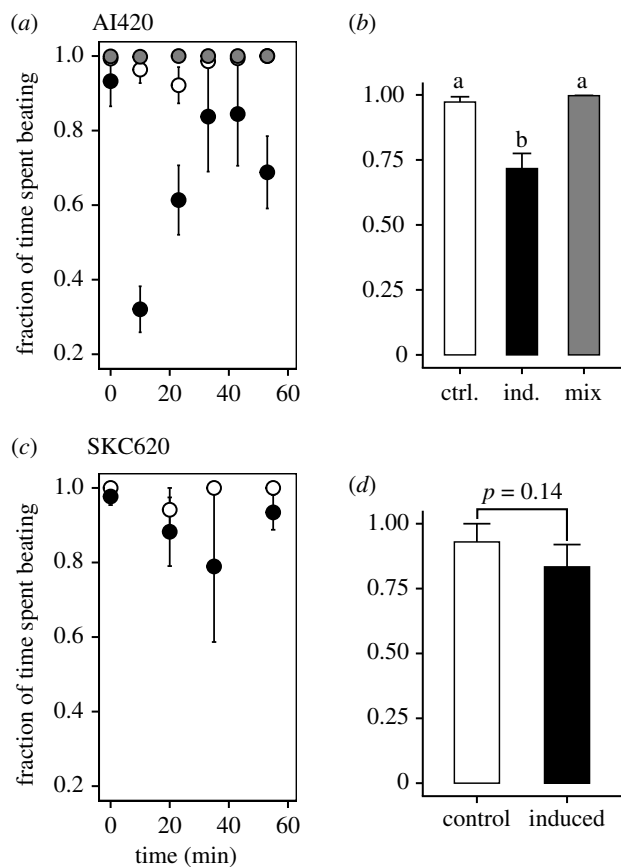 (a) AI420
fraction of time spent beating
1.0
0.8
0.6
0.4
0.2
0 20 40 60
(b)
a
b
a
1.00
0.75
0.50
0.25
0
ctrl. ind. mix
(c) SKC620
fraction of time spent beating
1.0
0.8
0.6
0.4
0.2
0 20 40 60
time (min)
(d)
p = 0.14
1.00
0.75
0.50
0.25
0
control induced